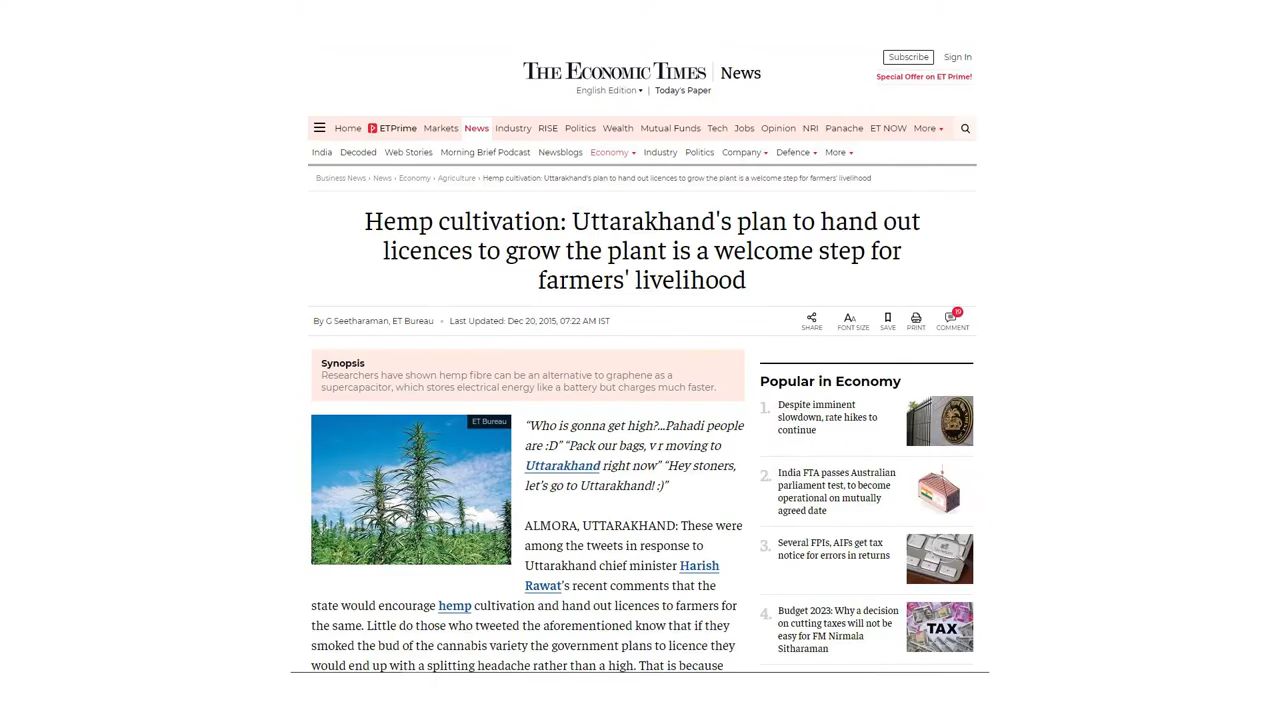 THE ECONOMIC TIMES | News
English Edition | Today's Paper
Subscribe Sign In
Special Offer on ET Prime!
Home ETPrime Markets News Industry RISE Politics Wealth Mutual Funds Tech Jobs Opinion NRI Panache ET NOW More
India Decoded Web Stories Morning Brief Podcast Newsblogs Economy Industry Politics Company Defence More
Business News › News › Economy › Agriculture › Hemp cultivation: Uttarakhand's plan to hand out licences to grow the plant is a welcome step for farmers' livelihood
Hemp cultivation: Uttarakhand's plan to hand out
licences to grow the plant is a welcome step for
farmers' livelihood
By G Seetharaman, ET Bureau • Last Updated: Dec 20, 2015, 07:22 AM IST
SHARE FONT SIZE SAVE PRINT 19 COMMENT
Synopsis
Researchers have shown hemp fibre can be an alternative to graphene as a
supercapacitor, which stores electrical energy like a battery but charges much faster.
ET Bureau
“Who is gonna get high?...Pahadi people
are :D” “Pack our bags, v r moving to
Uttarakhand right now” “Hey stoners,
let’s go to Uttarakhand! :)”
ALMORA, UTTARAKHAND: These were
among the tweets in response to
Uttarakhand chief minister Harish
Rawat’s recent comments that the
state would encourage hemp cultivation and hand out licences to farmers for
the same. Little do those who tweeted the aforementioned know that if they
smoked the bud of the cannabis variety the government plans to licence they
would end up with a splitting headache rather than a high. That is because
Popular in Economy
1. Despite imminent
slowdown, rate hikes to
continue
2. India FTA passes Australian
parliament test, to become
operational on mutually
agreed date
3. Several FPIs, AIFs get tax
notice for errors in returns
4. Budget 2023: Why a decision
on cutting taxes will not be
easy for FM Nirmala
Sitharaman
TAX